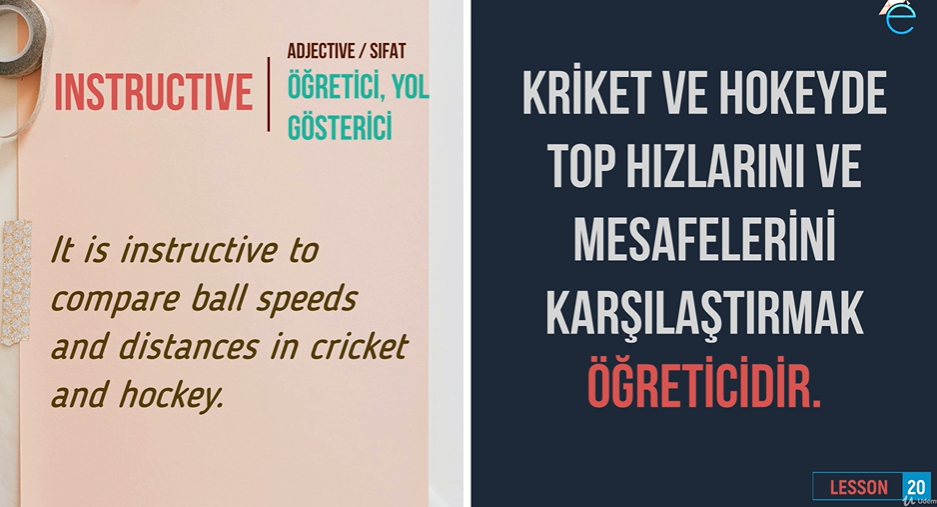 INSTRUCTIVE
ADJECTIVE / SIFAT
ÖĞRETİCİ, YOL
GÖSTERİCİ
It is instructive to
compare ball speeds
and distances in cricket
and hockey.
KRİKET VE HOKEYDE
TOP HIZLARINI VE
MESAFELERİNİ
KARŞILAŞTIRMAK
ÖĞRETİCİDİR.
LESSON 20
Udemy